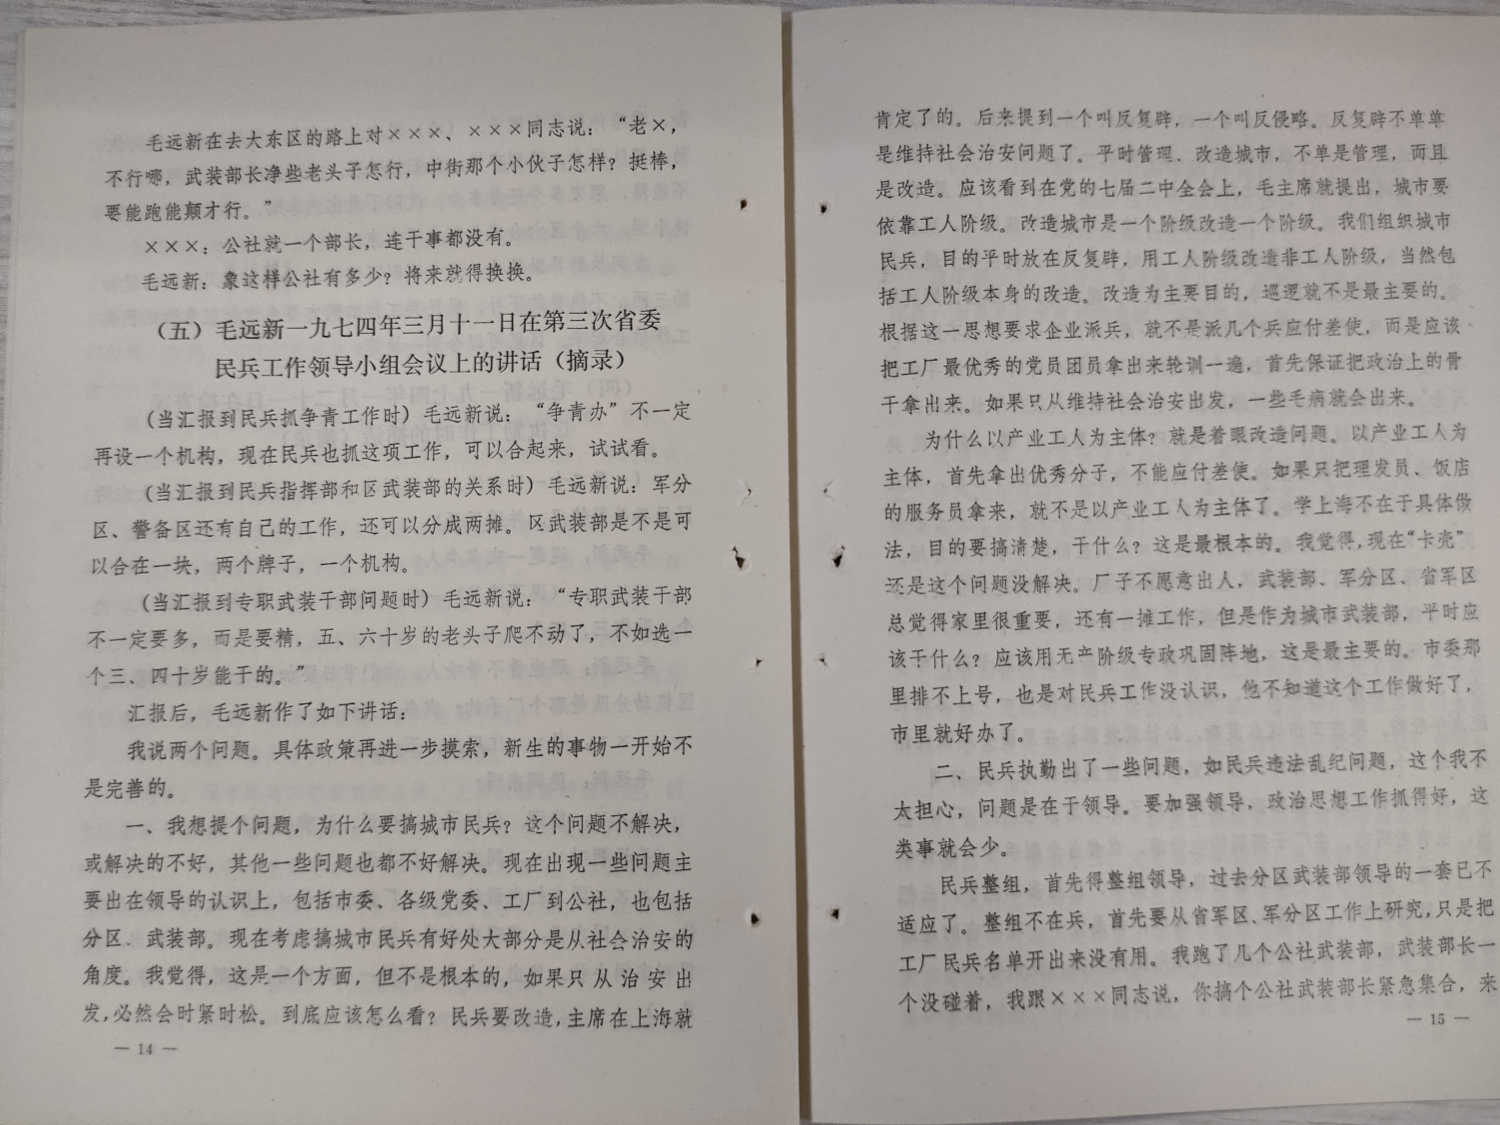 毛远新在去大东区的路上对×××、×××同志说：“老×，
不行哪，武装部长净些老头子怎行，中街那个小伙子怎样？挺棒，
要能跑能颠才行。”
×××：公社就一个部长，连干事都没有。
毛远新：象这样公社有多少？将来就得换换。
（五）毛远新一九七四年三月十一日在第三次省委
民兵工作领导小组会议上的讲话（摘录）
（当汇报到民兵抓争青工作时）毛远新说：“争青办”不一定
再设一个机构，现在民兵也抓这项工作，可以合起来，试试看。
（当汇报到民兵指挥部和区武装部的关系时）毛远新说：军分
区、警备区还有自己的工作，还可以分成两摊。区武装部是不是可
以合在一块，两个牌子，一个机构。
（当汇报到专职武装干部问题时）毛远新说：“专职武装干部
不一定要多，而是要精，五、六十岁的老头子爬不动了，不如选一
个三、四十岁能干的。”
汇报后，毛远新作了如下讲话：
我说两个问题。具体政策再进一步摸索，新生的事物一开始不
是完善的。
一、我想提个问题，为什么要搞城市民兵？这个问题不解决，
或解决的不好，其他一些问题也都不好解决。现在出现一些问题主
要出在领导的认识上，包括市委、各级党委、工厂到公社，也包括
分区、武装部。现在考虑搞城市民兵有好处大部分是从社会治安的
角度。我觉得，这是一个方面，但不是根本的，如果只从治安出
发，必然会时紧时松。到底应该怎么看？民兵要改造，主席在上海就
— 14 —
肯定了的。后来提到一个叫反复辟，一个叫反侵略。反复辟不单单
是维持社会治安问题了。平时管理、改造城市，不单是管理，而且
是改造。应该看到在党的七届二中全会上，毛主席就提出，城市要
依靠工人阶级。改造城市是一个阶级改造一个阶级。我们组织城市
民兵，目的平时放在反复辟，用工人阶级改造非工人阶级，当然包
括工人阶级本身的改造。改造为主要目的，巡逻就不是最主要的。
根据这一思想要求企业派兵，就不是派几个兵应付差使，而是应该
把工厂最优秀的党员团员拿出来轮训一遍，首先保证把政治上的骨
干拿出来。如果只从维持社会治安出发，一些毛病就会出来。
为什么以产业工人为主体？就是着眼改造问题。以产业工人为
主体，首先拿出优秀分子，不能应付差使。如果只把理发员、饭店
的服务员拿来，就不是以产业工人为主体了。学上海不在于具体做
法，目的要搞清楚，干什么？这是最根本的。我觉得，现在“卡壳”
还是这个问题没解决。厂子不愿意出人，武装部、军分区、省军区
总觉得家里很重要，还有一摊工作，但是作为城市武装部，平时应
该干什么？应该用无产阶级专政巩固阵地，这是最主要的。市委那
里排不上号，也是对民兵工作没认识，他不知道这个工作做好了，
市里就好办了。
二、民兵执勤出了一些问题，如民兵违法乱纪问题，这个我不
太担心，问题是在于领导。要加强领导，政治思想工作抓得好，这
类事就会少。
民兵整组，首先得整组领导，过去分区武装部领导的一套已不
适应了。整组不在兵，首先要从省军区、军分区工作上研究，只是把
工厂民兵名单开出来没有用。我跑了几个公社武装部，武装部长一
个没碰着，我跟×××同志说，你搞个公社武装部长紧急集合，来
— 15 —